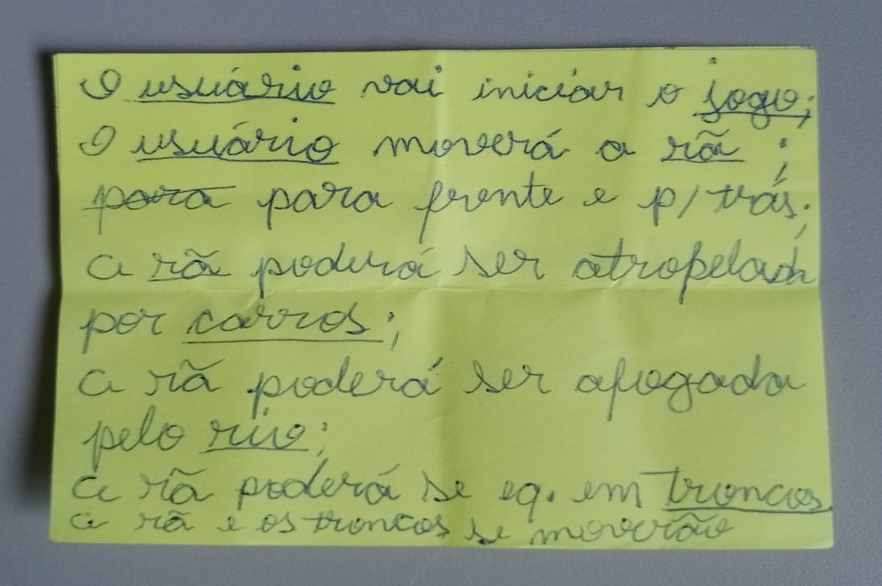 O usuário vai iniciar o jogo;
O usuário moverá a rã ;
para para frente e p/ trás;
a rã poderá ser atropelada
por carros;
a rã poderá ser afogada
pelo rio;
a rã poderá se eq. em troncos
a rã e os troncos se moverão